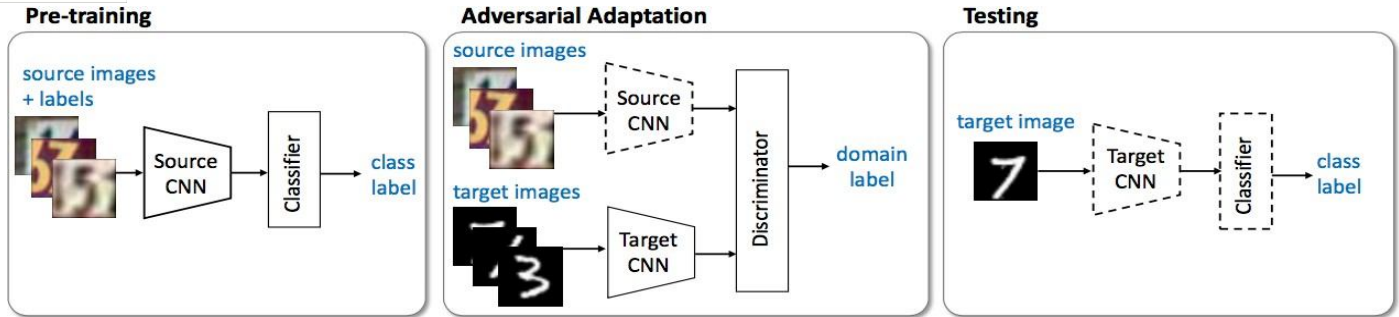 Pre-training
source images
+ labels
Source
CNN
Classifier
class
label
Adversarial Adaptation
source images
Source
CNN
target images
Target
CNN
Discriminator
domain
label
Testing
target image
7
Target
CNN
Classifier
class
label